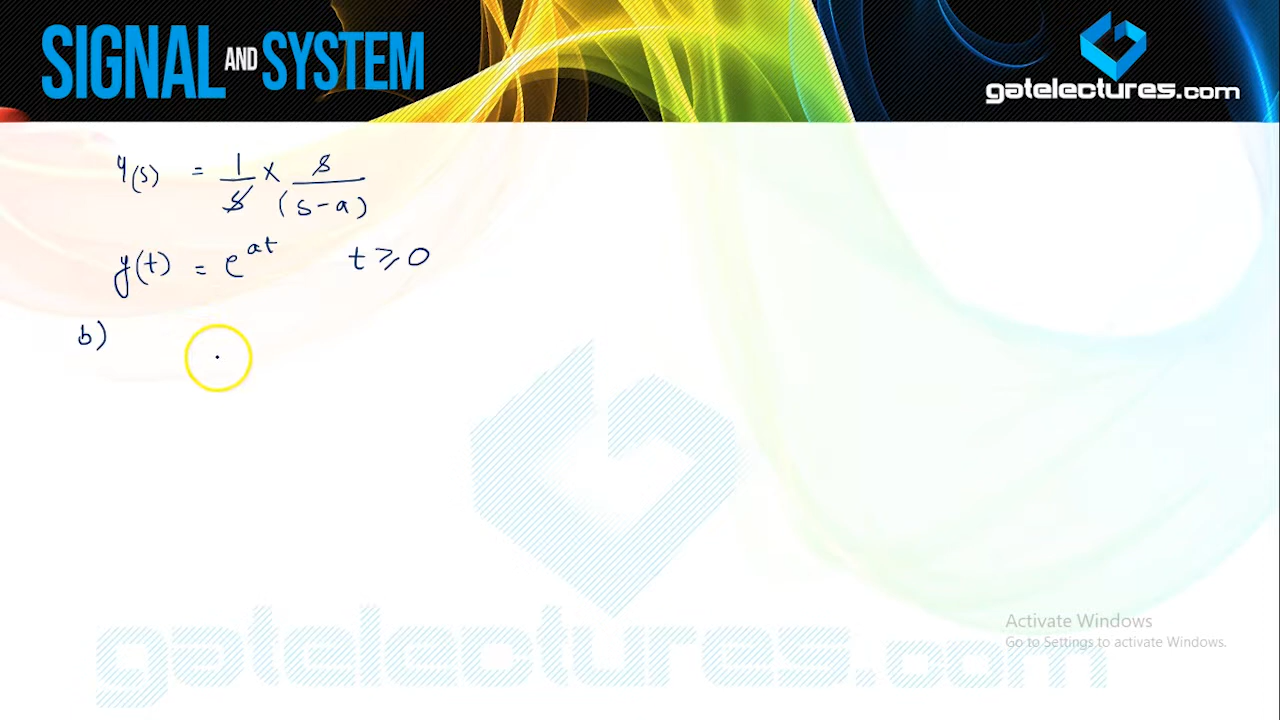 SIGNAL AND SYSTEM
gatelectures.com
Y(s) = 1/s × s/(s-a)
y(t) = e^at t ≥ 0
b)
gatelectures.com
Activate Windows
Go to Settings to activate Windows.